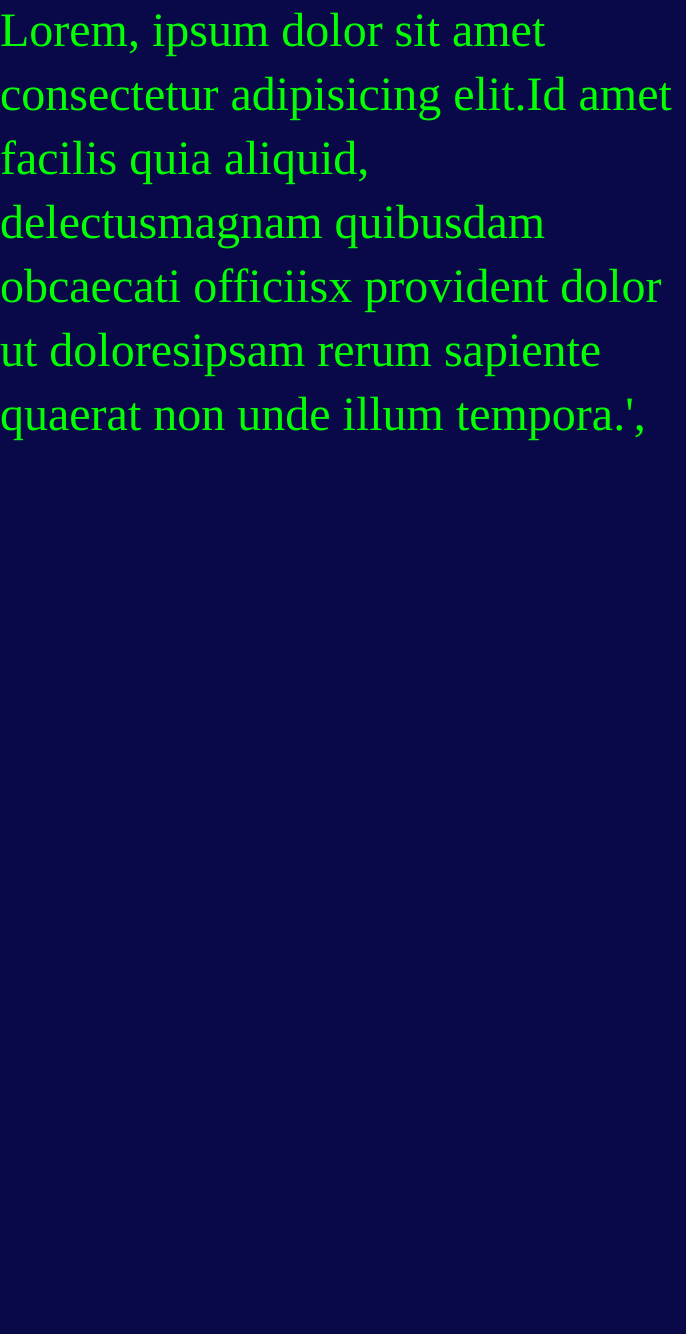 Lorem, ipsum dolor sit amet
consectetur adipisicing elit.Id amet
facilis quia aliquid,
delectusmagnam quibusdam
obcaecati officiisx provident dolor
ut doloresipsam rerum sapiente
quaerat non unde illum tempora.',